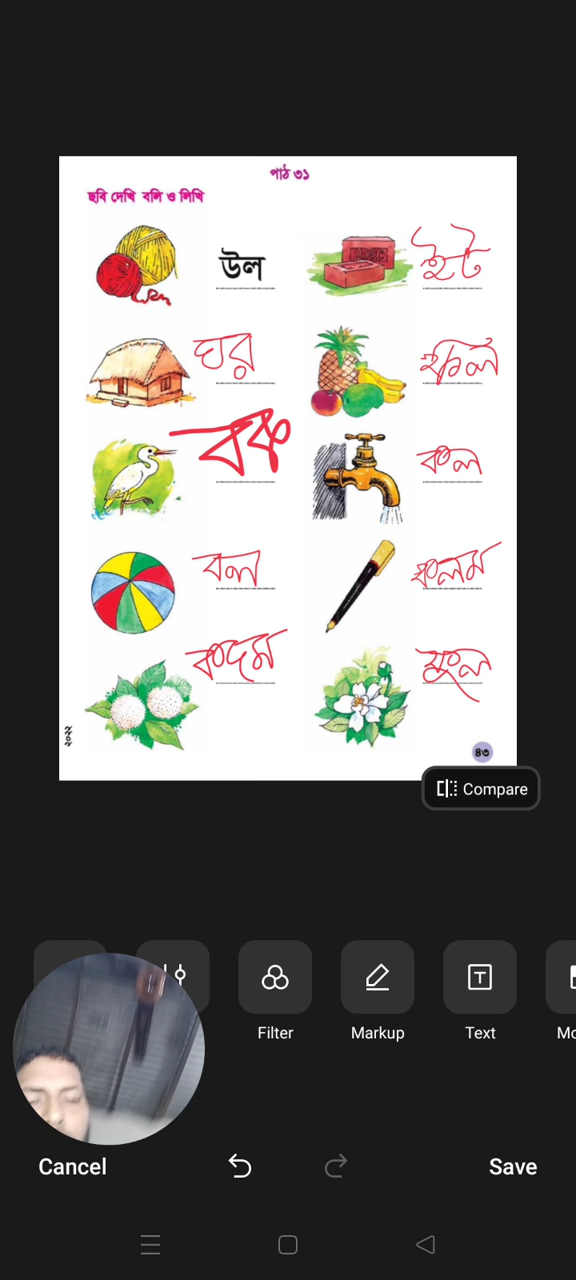 পাঠ ৩১
ছবি দেখি বলি ও লিখি
উল
ইট
ঘর
ফল
বক
কল
বল
কলম
কদম
ফুল
২০২২
৪৩
Compare
Filter
Markup
Text
Cancel
Save